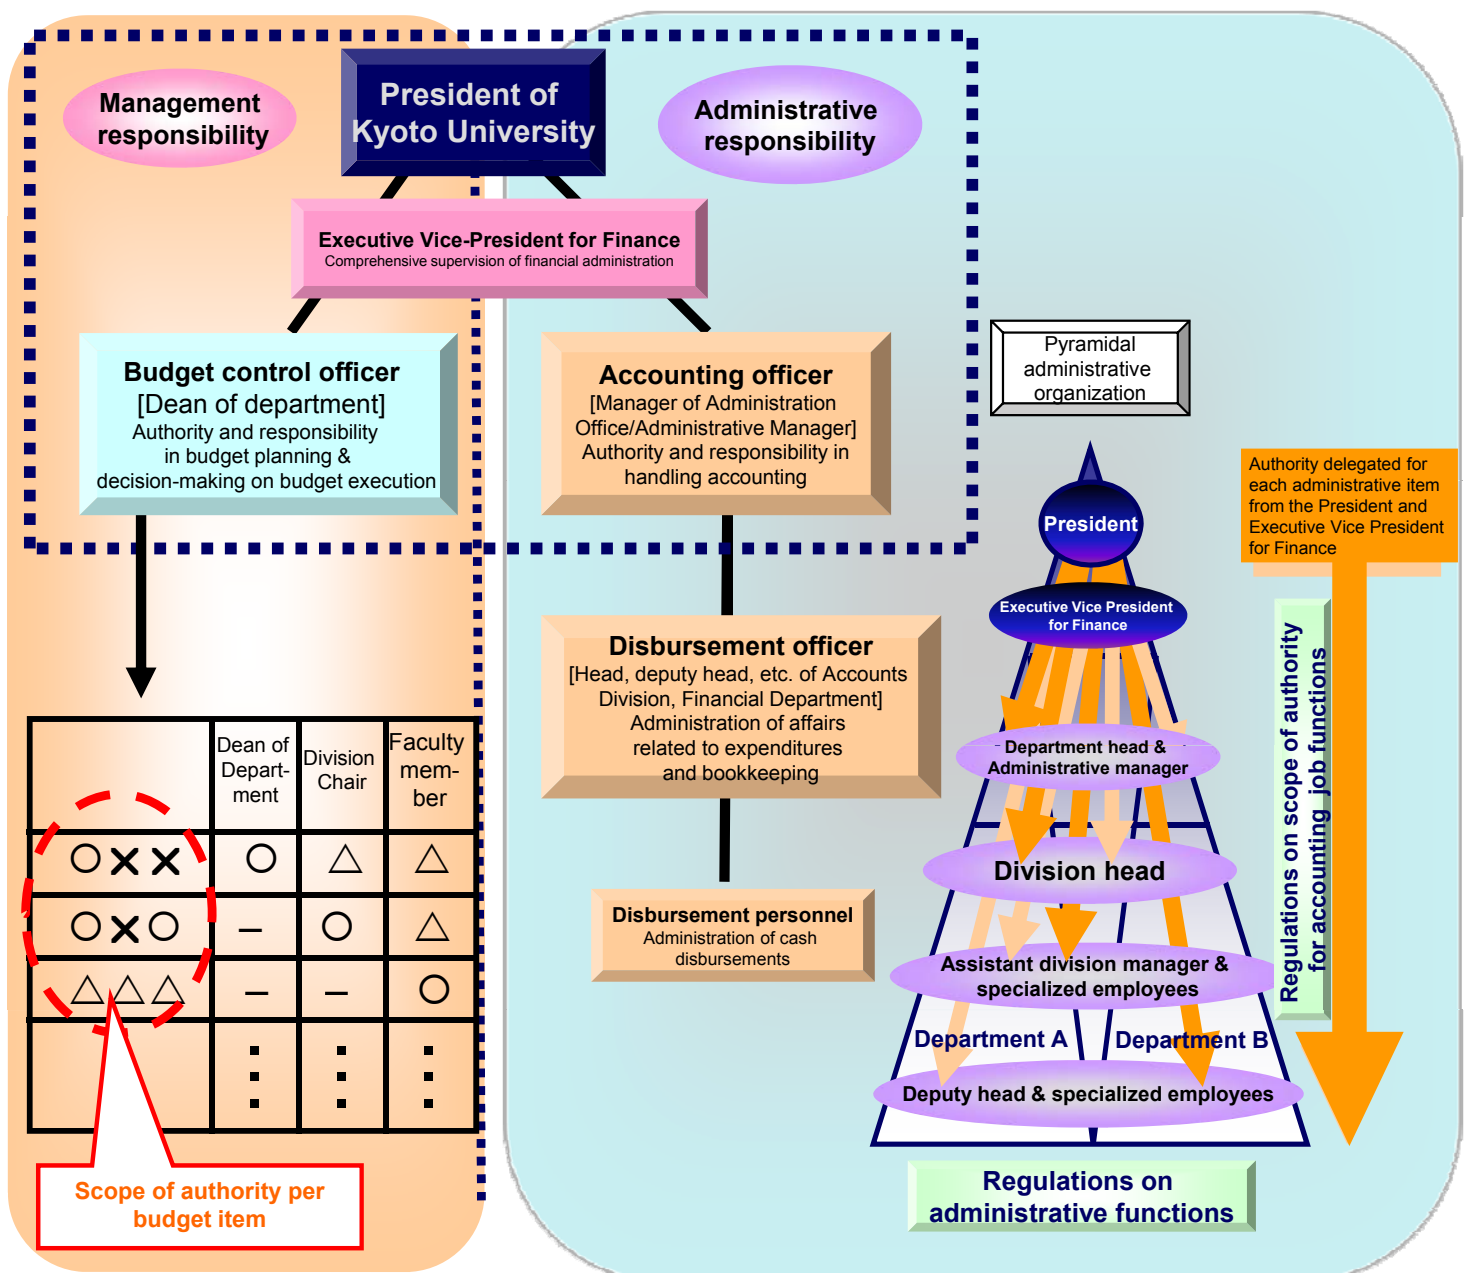 Management
responsibility
President of
Kyoto University
Administrative
responsibility
Executive Vice-President for Finance
Comprehensive supervision of financial administration
Budget control officer
[Dean of department]
Authority and responsibility
in budget planning &
decision-making on budget execution
Accounting officer
[Manager of Administration
Office/Administrative Manager]
Authority and responsibility in
handling accounting
Pyramidal
administrative
organization
Authority delegated for
each administrative item
from the President and
Executive Vice President
for Finance
President
Executive Vice President
for Finance
Disbursement officer
[Head, deputy head, etc. of Accounts
Division, Financial Department]
Administration of affairs
related to expenditures
and bookkeeping
Department head &
Administrative manager
Division head
Disbursement personnel
Administration of cash
disbursements
Assistant division manager &
specialized employees
Department A
Department B
Deputy head & specialized employees
Regulations on scope of authority
for accounting job functions
Regulations on
administrative functions
Dean of
Depart-
ment
Division
Chair
Faculty
mem-
ber
○×× ○ △ △
○×○ – ○ △
△△△ – – ○
⋮ ⋮ ⋮
Scope of authority per
budget item